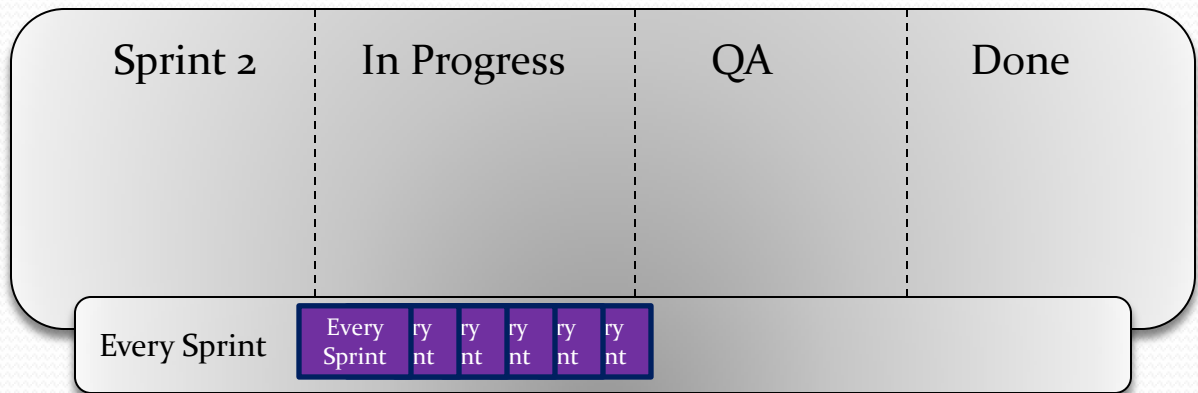 Sprint 2
In Progress
QA
Done
Every Sprint
Every
Sprint
ry
nt
ry
nt
ry
nt
ry
nt
ry
nt